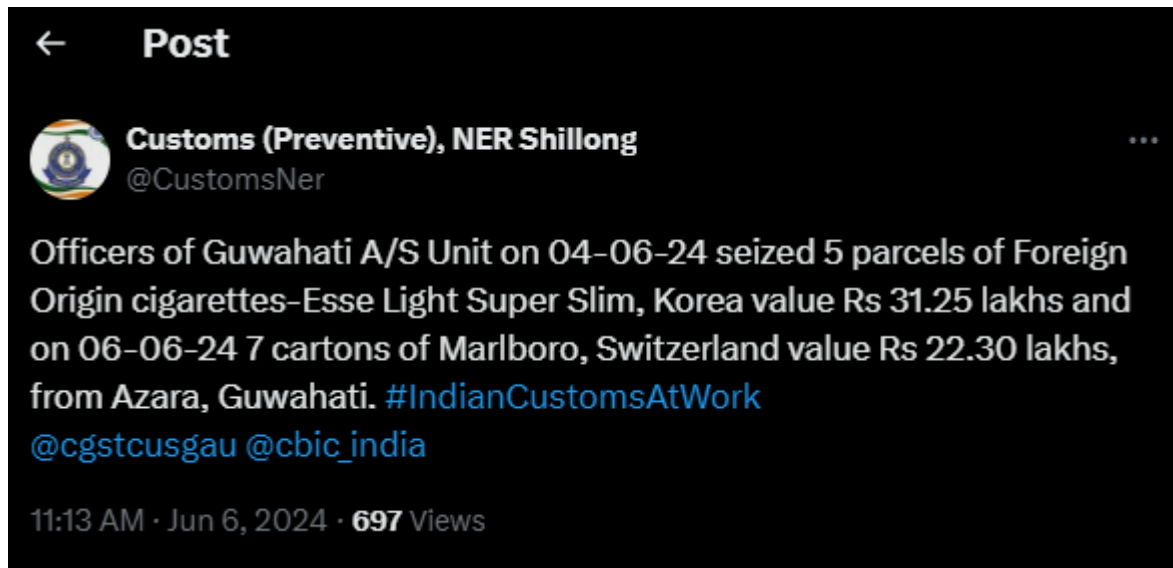 Post
Customs (Preventive), NER Shillong
@CustomsNer
Officers of Guwahati A/S Unit on 04-06-24 seized 5 parcels of Foreign
Origin cigarettes-Esse Light Super Slim, Korea value Rs 31.25 lakhs and
on 06-06-24 7 cartons of Marlboro, Switzerland value Rs 22.30 lakhs,
from Azara, Guwahati. #IndianCustomsAtWork
@cgstcusgau @cbic_india
11:13 AM · Jun 6, 2024 · 697 Views